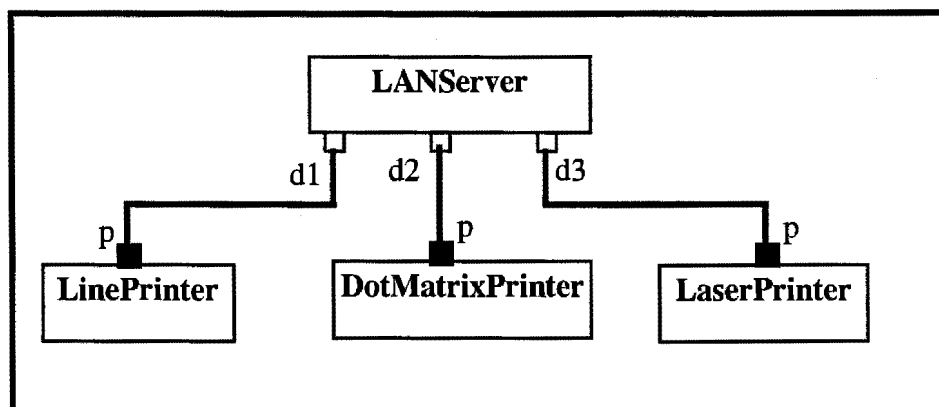 LANServer
d1
d2
d3
p
p
p
LinePrinter
DotMatrixPrinter
LaserPrinter